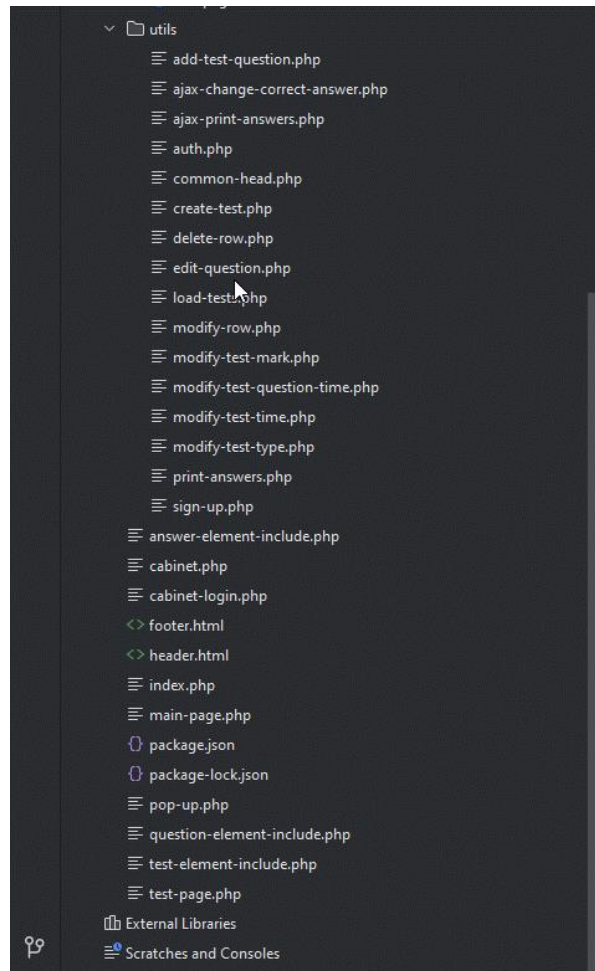 utils
add-test-question.php
ajax-change-correct-answer.php
ajax-print-answers.php
auth.php
common-head.php
create-test.php
delete-row.php
edit-question.php
load-tests.php
modify-row.php
modify-test-mark.php
modify-test-question-time.php
modify-test-time.php
modify-test-type.php
print-answers.php
sign-up.php
answer-element-include.php
cabinet.php
cabinet-login.php
footer.html
header.html
index.php
main-page.php
package.json
package-lock.json
pop-up.php
question-element-include.php
test-element-include.php
test-page.php
External Libraries
Scratches and Consoles